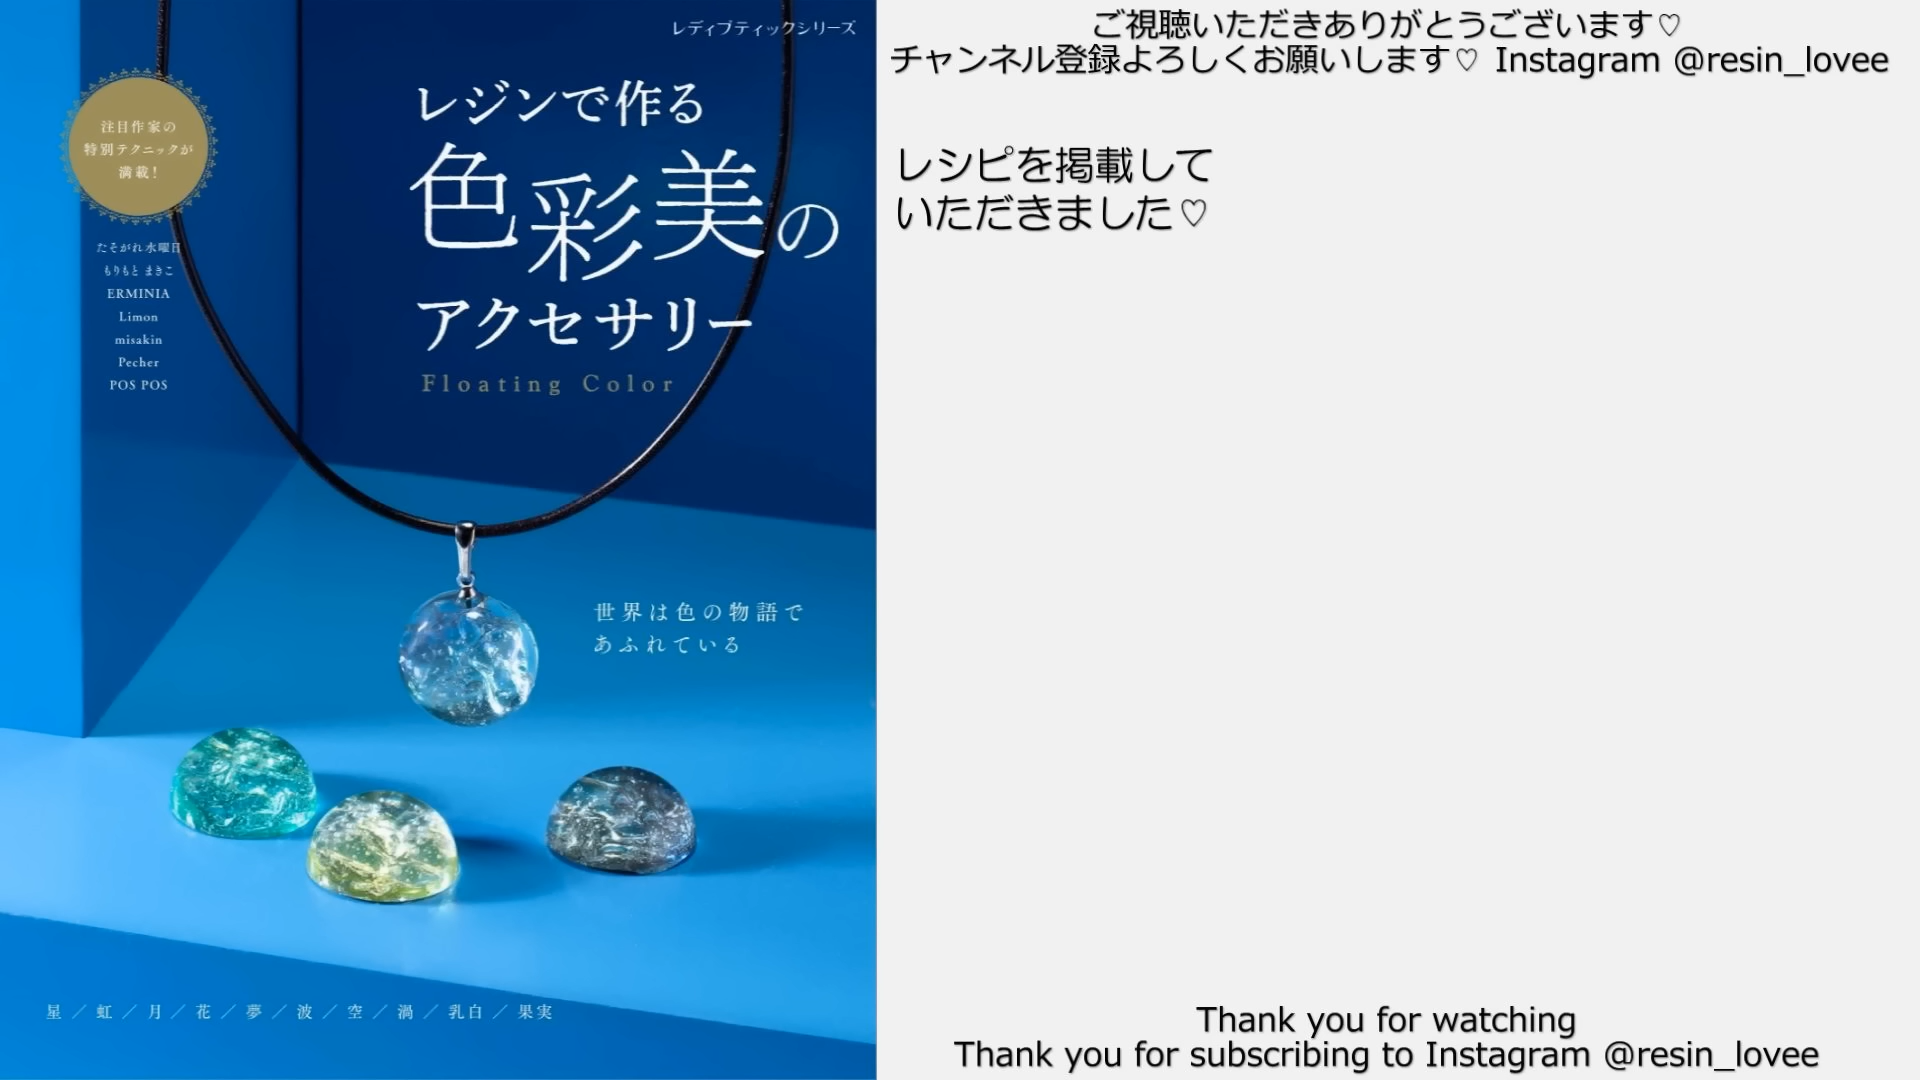 レディブティックシリーズ
レジンで作る
色彩美の
アクセサリー
Floating Color
注目作家の
特別テクニックが
満載!
たそがれ水曜日
もりもと まきこ
ERMINIA
Limon
misakin
Pecher
POS POS
世界は色の物語で
あふれている
星／虹／月／花／夢／波／空／渦／乳白／果実
ご視聴いただきありがとうございます♡
チャンネル登録よろしくお願いします♡ Instagram @resin_lovee
レシピを掲載して
いただきました♡
Thank you for watching
Thank you for subscribing to Instagram @resin_lovee